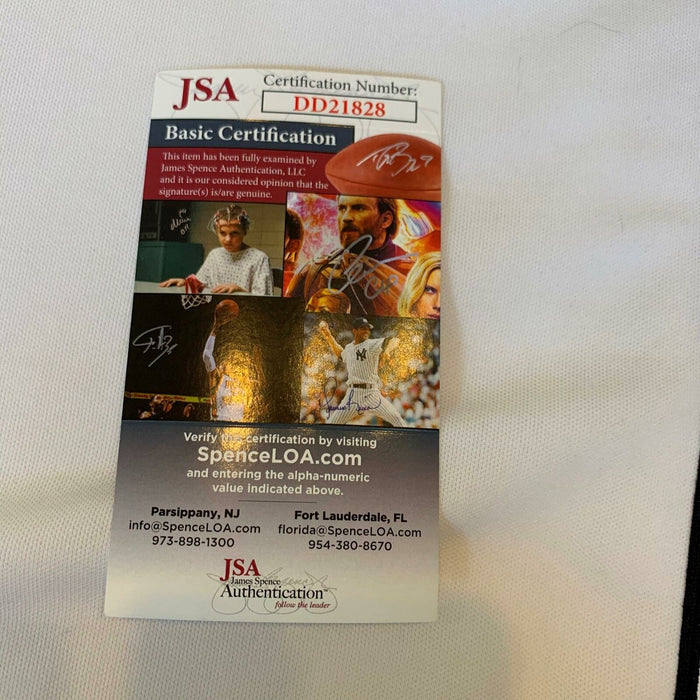 JSA
Certification Number:
DD21828
Basic Certification
This item has been fully examined by
James Spence Authentication, LLC
and it is our considered opinion that the
signature(s) is/are genuine.
Verify this certification by visiting
SpenceLOA.com
and entering the alpha-numeric
value indicated above.
Parsippany, NJ
info@SpenceLOA.com
973-898-1300
Fort Lauderdale, FL
florida@SpenceLOA.com
954-380-8670
JSA
James Spence
Authentication™
follow the leader